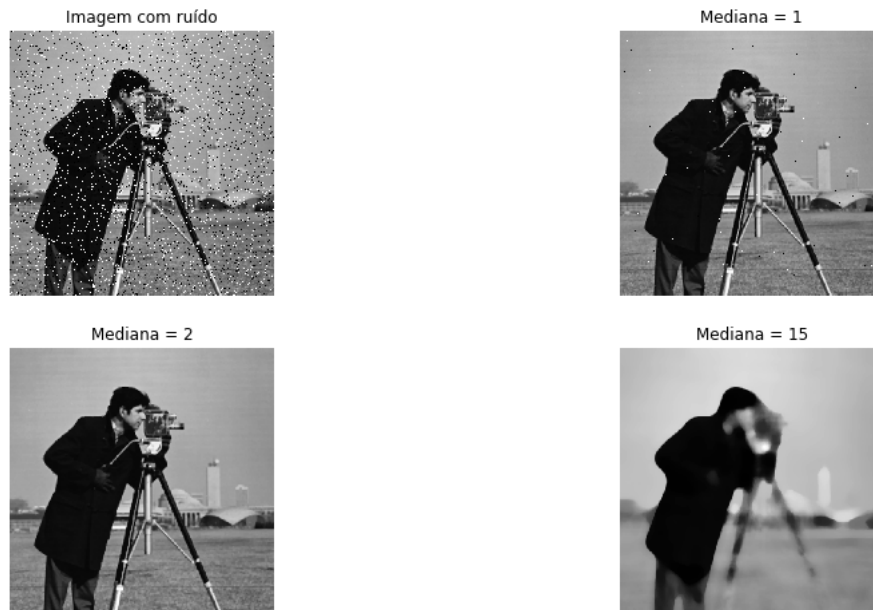 Imagem com ruído
Mediana = 1
Mediana = 2
Mediana = 15